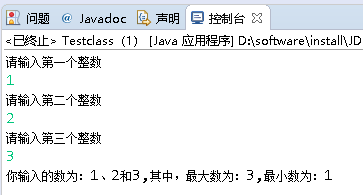 问题 @ Javadoc 声明 控制台
<已终止> Testclass (1) [Java 应用程序] D:\software\install\JD
请输入第一个整数
1
请输入第二个整数
2
请输入第三个整数
3
你输入的数为：1、2和3,其中，最大数为：3,最小数为：1